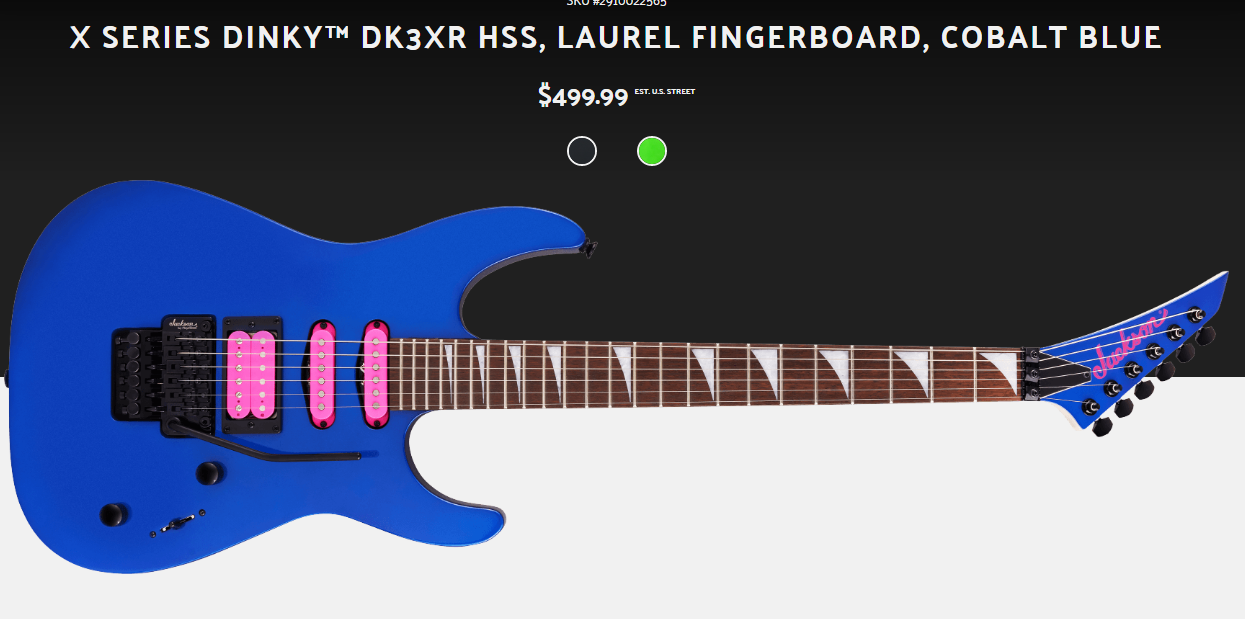 SKU #2910022565
X SERIES DINKY™ DK3XR HSS, LAUREL FINGERBOARD, COBALT BLUE
$499.99 EST. U.S. STREET
Jackson
Jackson